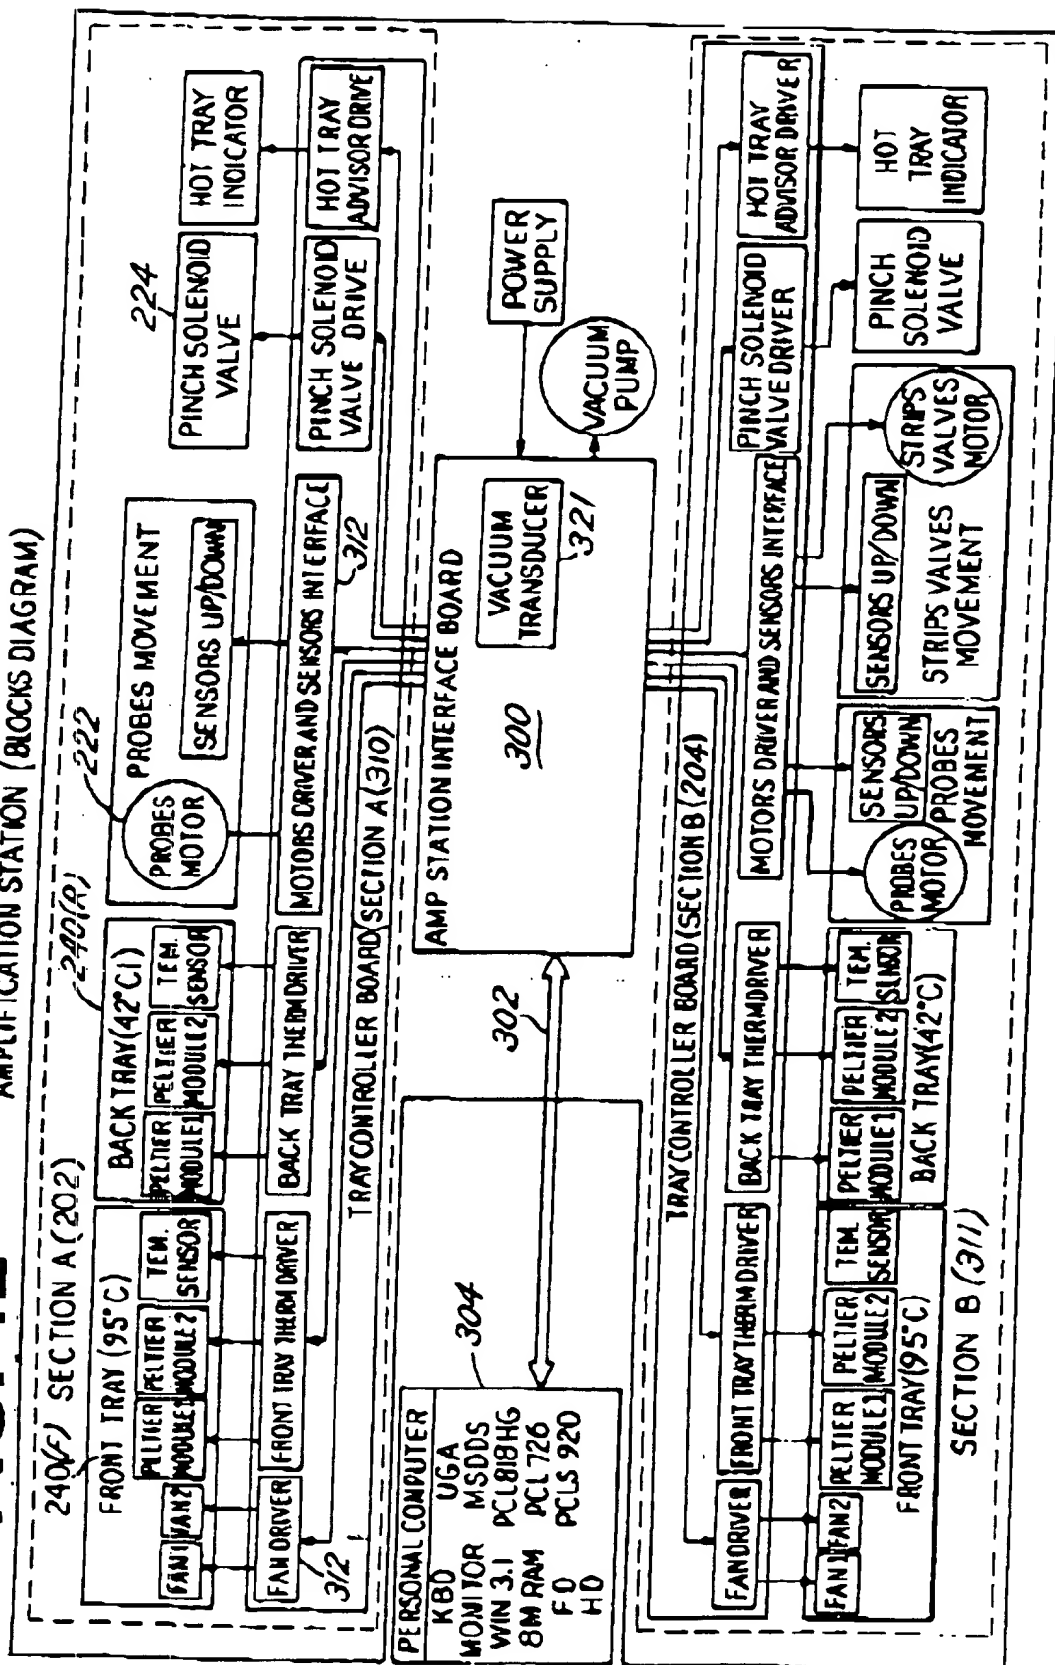 AMPLIFICATION STATION (BLOCKS DIAGRAM)
240(F) SECTION A (202)
240(R)
222
224
FRONT TRAY (95°C)
FAN1
FAN2
PELTIER
MODULE1
PELTIER
MODULE2
TEM.
SENSOR
BACK TRAY (42°C)
PELTIER
MODULE1
PELTIER
MODULE2
TEM.
SENSOR
PROBES
MOTOR
PROBES MOVEMENT
SENSORS UP/DOWN
PINCH SOLENOID
VALVE
HOT TRAY
INDICATOR
FAN DRIVER
312
FRONT TRAY THERM DRIVER
BACK TRAY THERM DRIVER
MOTORS DRIVER AND SENSORS INTERFACE
312
PINCH SOLENOID
VALVE DRIVE
HOT TRAY
ADVISOR DRIVE
TRAY CONTROLLER BOARD (SECTION A (310)
PERSONAL COMPUTER
KBD UGA
MONITOR MSDDS
WIN 3.1 PCL818HG
8M RAM PCL 726
FD PCLS 920
HD
304
302
AMP STATION INTERFACE BOARD
300
VACUUM
TRANSDUCER
321
POWER
SUPPLY
VACUUM
PUMP
TRAY CONTROLLER BOARD (SECTION B (204)
FAN DRIVER
FRONT TRAY THERM DRIVER
BACK TRAY THERM DRIVER
MOTORS DRIVER AND SENSORS INTERFACE
PINCH SOLENOID
VALVE DRIVER
HOT TRAY
ADVISOR DRIVER
FAN1
FAN2
PELTIER
MODULE1
PELTIER
MODULE2
TEM.
SENSOR
FRONT TRAY (95°C)
PELTIER
MODULE1
PELTIER
MODULE2
TEM.
SENSOR
BACK TRAY (42°C)
PROBES
MOTOR
SENSORS
UP/DOWN
PROBES
MOVEMENT
SENSORS UP/DOWN
STRIPS
VALVES
MOTOR
STRIPS VALVES
MOVEMENT
PINCH
SOLENOID
VALVE
HOT
TRAY
INDICATOR
SECTION B (311)